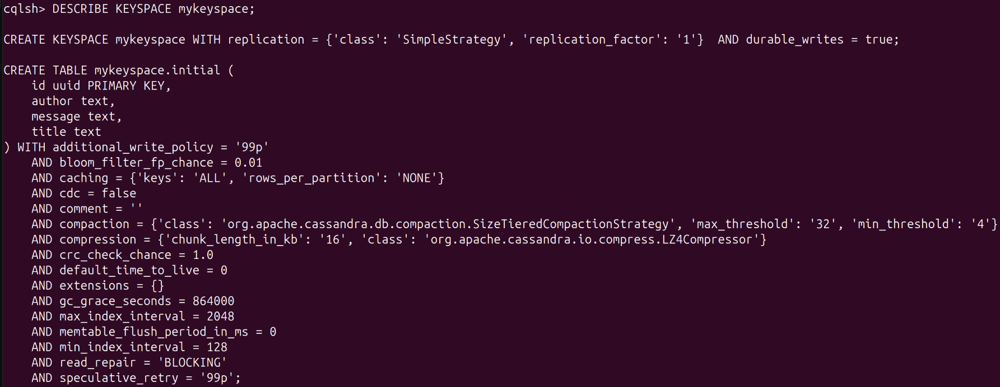 cqlsh> DESCRIBE KEYSPACE mykeyspace;
CREATE KEYSPACE mykeyspace WITH replication = {'class': 'SimpleStrategy', 'replication_factor': '1'}  AND durable_writes = true;
CREATE TABLE mykeyspace.initial (
    id uuid PRIMARY KEY,
    author text,
    message text,
    title text
) WITH additional_write_policy = '99p'
    AND bloom_filter_fp_chance = 0.01
    AND caching = {'keys': 'ALL', 'rows_per_partition': 'NONE'}
    AND cdc = false
    AND comment = ''
    AND compaction = {'class': 'org.apache.cassandra.db.compaction.SizeTieredCompactionStrategy', 'max_threshold': '32', 'min_threshold': '4'}
    AND compression = {'chunk_length_in_kb': '16', 'class': 'org.apache.cassandra.io.compress.LZ4Compressor'}
    AND crc_check_chance = 1.0
    AND default_time_to_live = 0
    AND extensions = {}
    AND gc_grace_seconds = 864000
    AND max_index_interval = 2048
    AND memtable_flush_period_in_ms = 0
    AND min_index_interval = 128
    AND read_repair = 'BLOCKING'
    AND speculative_retry = '99p';